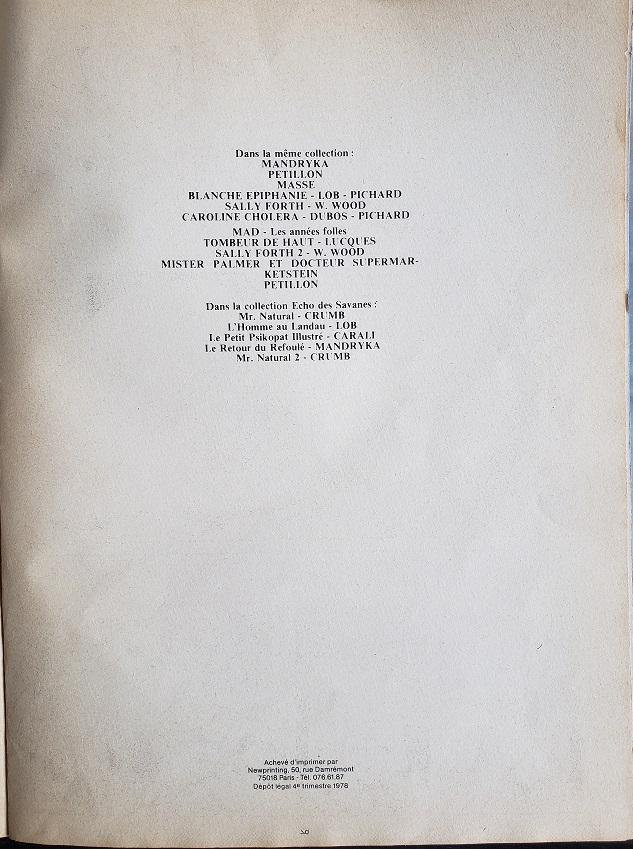 Dans la même collection :
MANDRYKA
PETILLON
MASSE
BLANCHE EPIPHANIE - LOB - PICHARD
SALLY FORTH - W. WOOD
CAROLINE CHOLERA - DUBOS - PICHARD
MAD - Les années folles
TOMBEUR DE HAUT - LUCQUES
SALLY FORTH 2 - W. WOOD
MISTER PALMER ET DOCTEUR SUPERMAR-
KETSTEIN
PETILLON
Dans la collection Echo des Savanes :
Mr. Natural - CRUMB
L'Homme au Landau - LOB
Le Petit Psikopat Illustré - CARALI
Le Retour du Refoulé - MANDRYKA
Mr. Natural 2 - CRUMB
Achevé d'imprimer par
Newprinting, 50, rue Damrémont
75018 Paris - Tél. 076.61.87
Dépôt légal 4e trimestre 1978